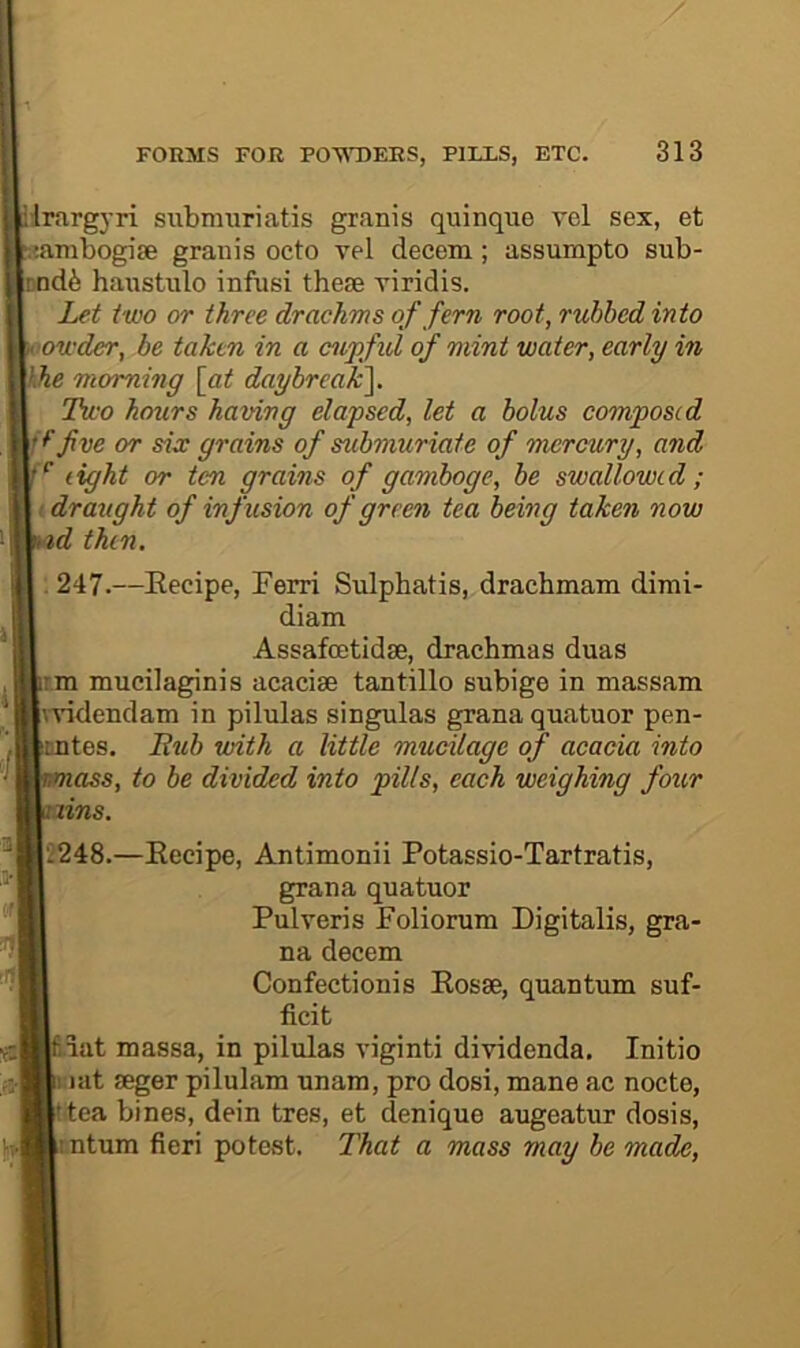 FORMS FOR POWDERS, PILLS, ETC. 313
lrargyri submuriatis granis quinque vel sex, et
ambogiæ granis octo vel decem ; assumpto sub-
ndè haustulo infusi theæ viridis.
Let two or three drachms of fern root, rubbed into
owder, be taken in a cupful of mint water, early in
he morning [at daybreak].
Two hours having elapsed, let a bolus composed
f five or six grains of submuriate of mercury, and
f eight or ten grains of gamboge, be swallowed ;
draught of infusion of green tea being taken now
nd then.
247.—Recipe, Ferri Sulphatis, drachmam dimi-
diam
Assafœtidæ, drachmas duas
m mucilaginis acaciæ tantillo subige in massam
videndam in pilulas singulas grana quatuor pen-
ntes. Rub with a little mucilage of acacia into
mass, to be divided into pills, each weighing four
ins.
248.—Recipe, Antimonii Potassio-Tartratis,
grana quatuor
Pulveris Foliorum Digitalis, gra-
na decem
Confectionis Rosæ, quantum suf-
ficit
iat massa, in pilulas viginti dividenda. Initio
at æger pilulam unam, pro dosi, mane ac nocte,
tea bines, dein tres, et denique augeatur dosis,
ntum fieri potest. That a mass may be made,